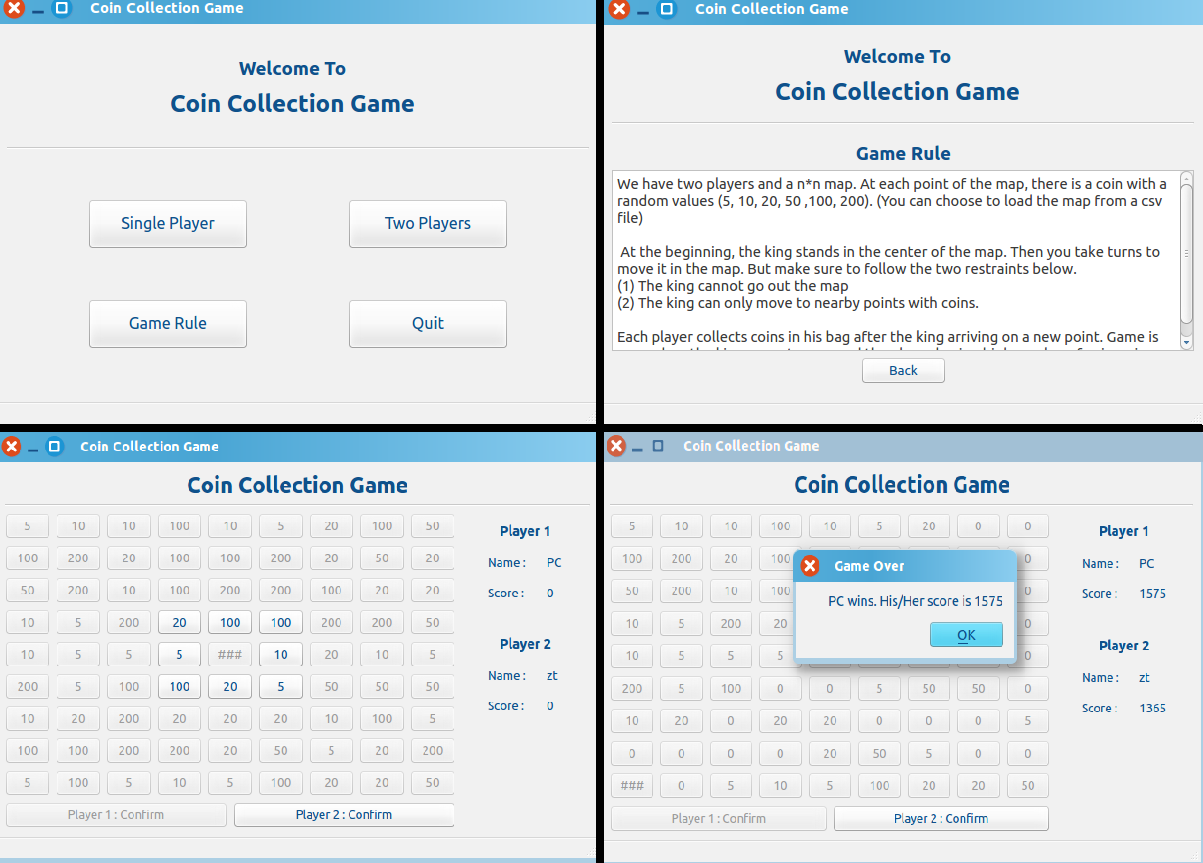 Coin Collection Game
Welcome To
Coin Collection Game
Single Player
Two Players
Game Rule
Quit
Coin Collection Game
Welcome To
Coin Collection Game
Game Rule
We have two players and a n*n map. At each point of the map, there is a coin with a
random values (5, 10, 20, 50 ,100, 200). (You can choose to load the map from a csv
file)
At the beginning, the king stands in the center of the map. Then you take turns to
move it in the map. But make sure to follow the two restraints below.
(1) The king cannot go out the map
(2) The king can only move to nearby points with coins.
Each player collects coins in his bag after the king arriving on a new point. Game is
Back
Coin Collection Game
Coin Collection Game
5 10 10 100 10 5 20 100 50
100 200 20 100 100 200 20 50 20
50 200 10 100 200 200 100 20 50
10 5 200 20 100 100 200 200 50
10 5 5 5 ### 10 20 10 5
200 5 100 100 20 5 50 50 50
10 20 200 20 20 20 10 100 5
100 100 200 200 20 50 5 20 200
5 100 5 10 5 100 20 20 50
Player 1 : Confirm
Player 2 : Confirm
Player 1
Name : PC
Score : 0
Player 2
Name : zt
Score : 0
Coin Collection Game
Coin Collection Game
5 10 10 100 10 5 20 0 0
100 200 20 100 0
50 200 10 100 0
10 5 200 20 0
10 5 5 5 0
200 5 100 0 0 5 50 50 0
10 20 0 20 20 0 0 0 5
0 0 0 0 20 50 5 0 0
### 0 5 10 5 100 20 20 50
Game Over
PC wins. His/Her score is 1575
OK
Player 1 : Confirm
Player 2 : Confirm
Player 1
Name : PC
Score : 1575
Player 2
Name : zt
Score : 1365